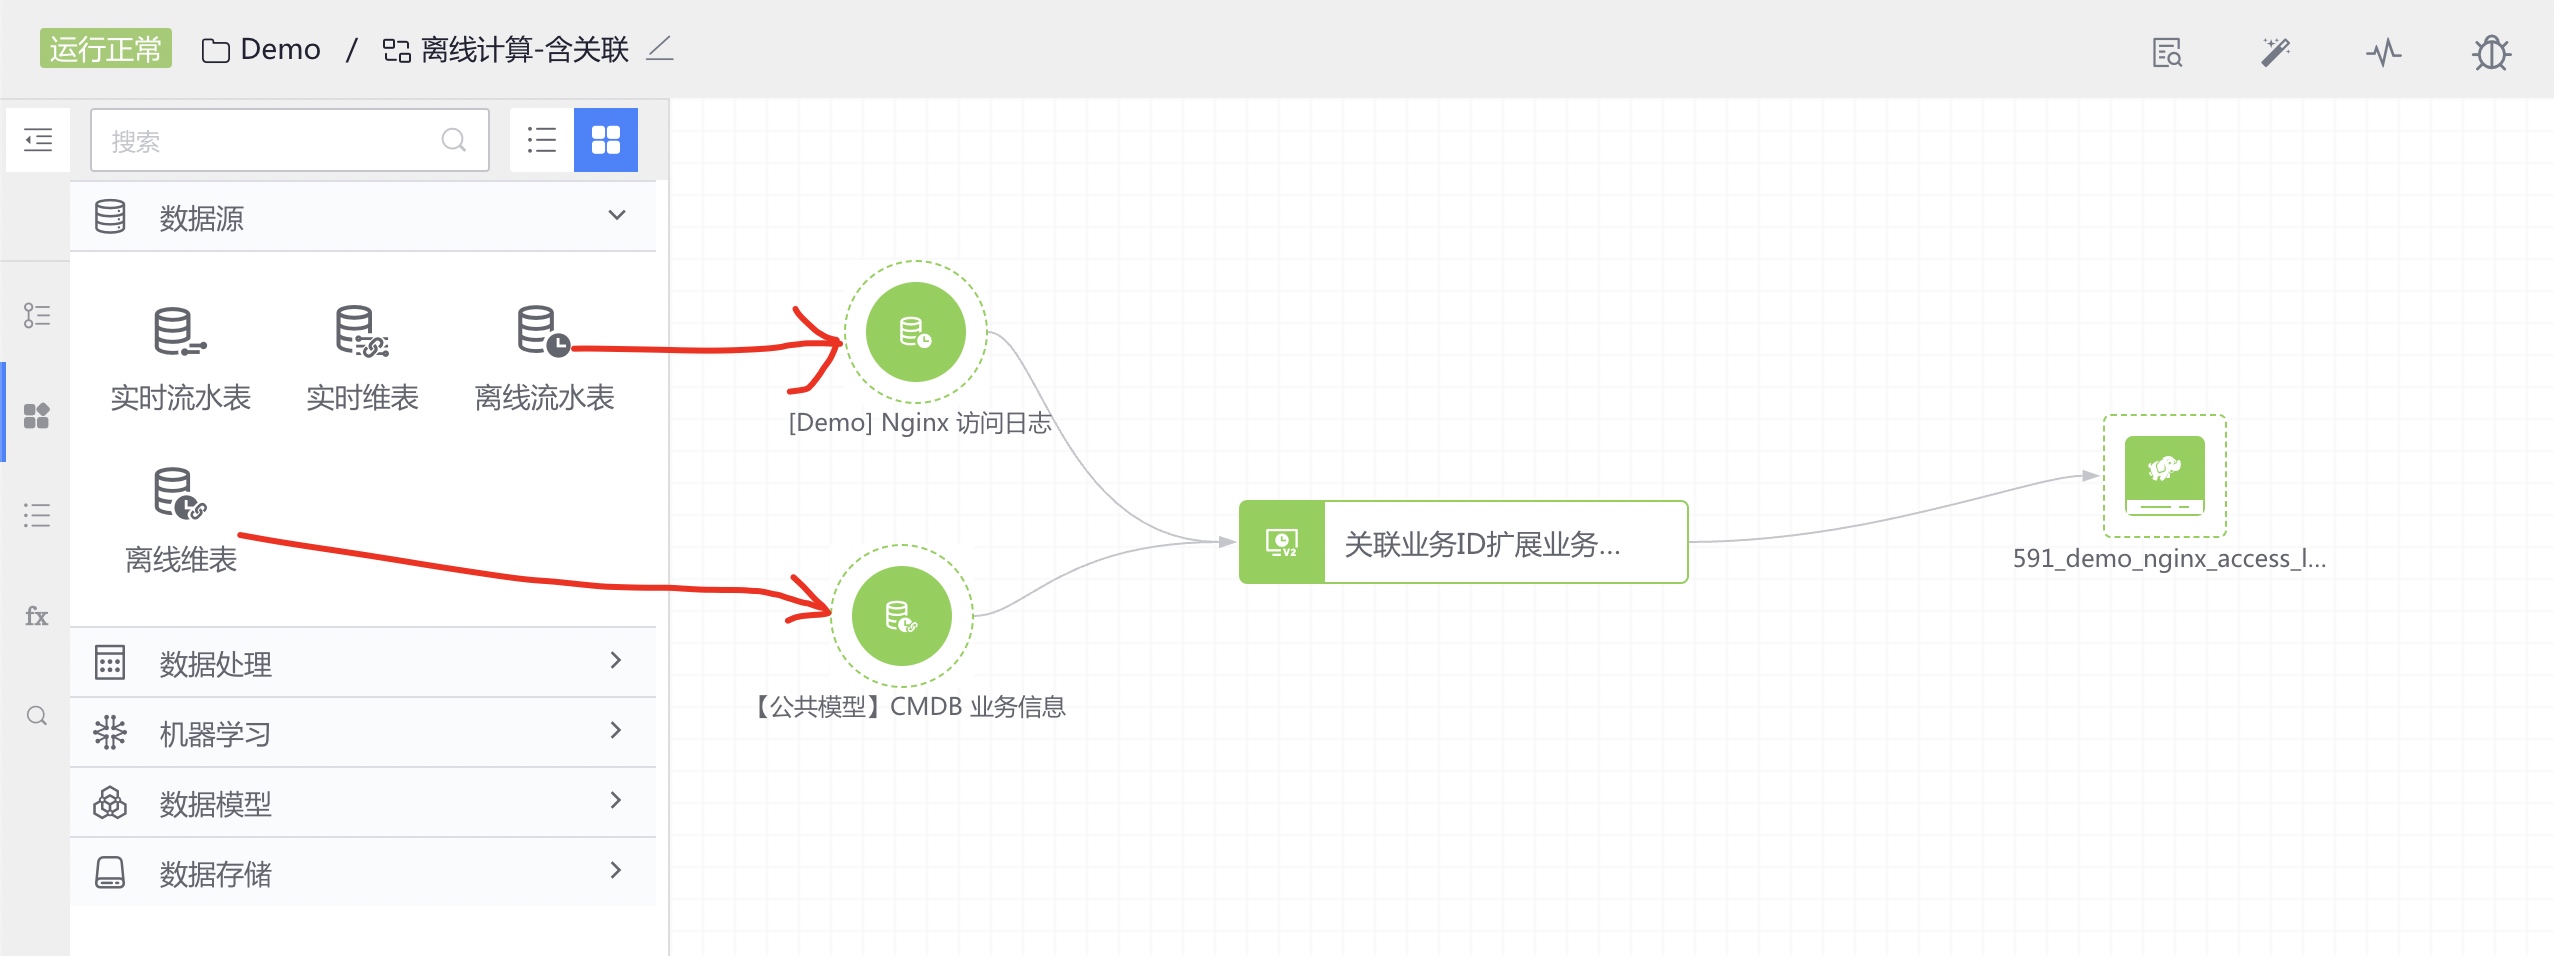 运行正常 Demo / 离线计算-含关联
搜索
数据源
实时流水表 实时维表 离线流水表
离线维表
fx
数据处理
机器学习
数据模型
数据存储
[Demo] Nginx 访问日志
【公共模型】CMDB 业务信息
V2 关联业务ID扩展业务...
591_demo_nginx_access_l...